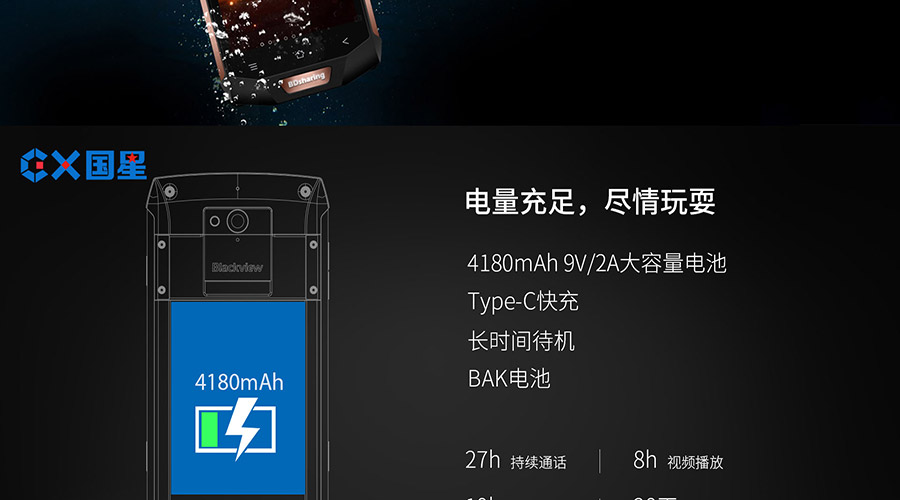 BDsharing
CX国星
电量充足，尽情玩耍
Blackview
4180mAh 9V/2A大容量电池
Type-C快充
长时间待机
BAK电池
4180mAh
27h 持续通话 | 8h 视频播放